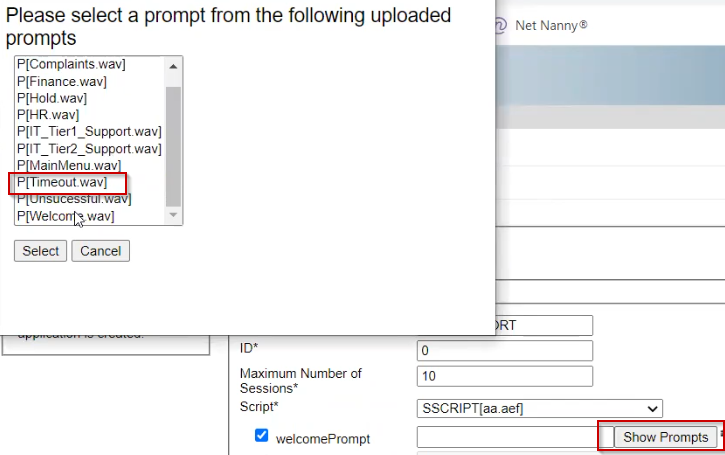 Please select a prompt from the following uploaded
prompts
P[Complaints.wav]
P[Finance.wav]
P[Hold.wav]
P[HR.wav]
P[IT_Tier1_Support.wav]
P[IT_Tier2_Support.wav]
P[MainMenu.wav]
P[Timeout.wav]
P[Unsucessful.wav]
P[Welcome.wav]
Select Cancel
Net Nanny®
application is created.
ORT
ID* 0
Maximum Number of
Sessions* 10
Script* SSCRIPT[aa.aef]
welcomePrompt Show Prompts